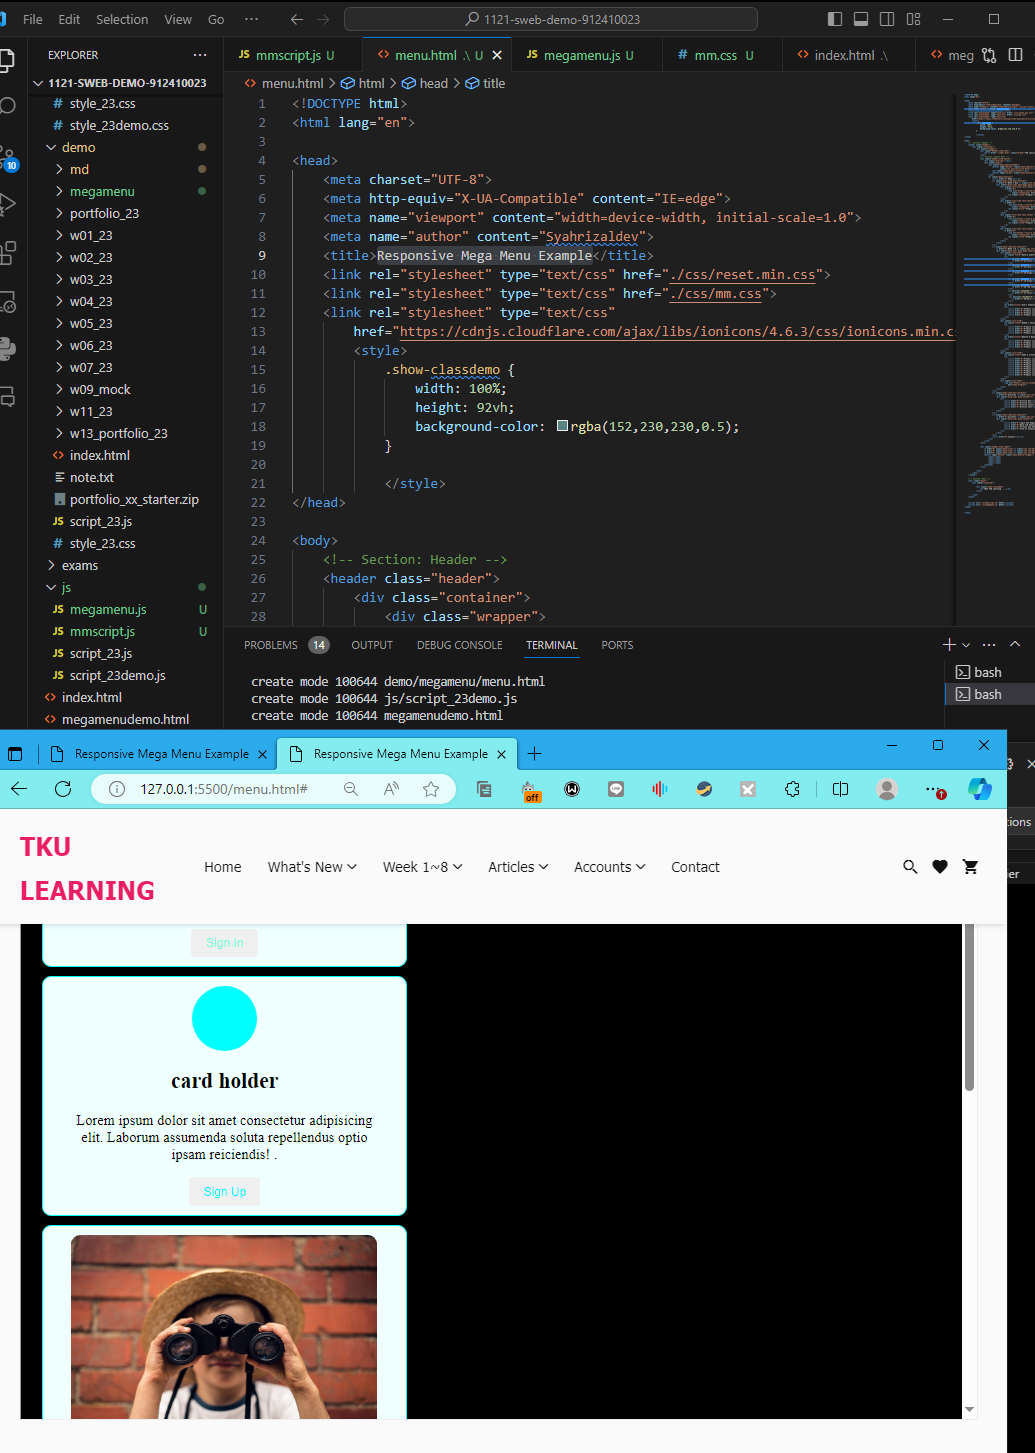 File Edit Selection View Go ··· 1121-sweb-demo-912410023
EXPLORER ···
JS mmscript.js U
<> menu.html .\ U
JS megamenu.js U
# mm.css U
<> index.html .\
<> meg
1121-SWEB-DEMO-912410023
# style_23.css
# style_23demo.css
demo
md
megamenu
portfolio_23
w01_23
w02_23
w03_23
w04_23
w05_23
w06_23
w07_23
w09_mock
w11_23
w13_portfolio_23
<> index.html
note.txt
portfolio_xx_starter.zip
JS script_23.js
# style_23.css
exams
js
JS megamenu.js U
JS mmscript.js U
JS script_23.js
JS script_23demo.js
<> index.html
<> megamenudemo.html
10
<> menu.html > html > head > title
1 <!DOCTYPE html>
2 <html lang="en">
3
4 <head>
5 <meta charset="UTF-8">
6 <meta http-equiv="X-UA-Compatible" content="IE=edge">
7 <meta name="viewport" content="width=device-width, initial-scale=1.0">
8 <meta name="author" content="Syahrizaldev">
9 <title>Responsive Mega Menu Example</title>
10 <link rel="stylesheet" type="text/css" href="./css/reset.min.css">
11 <link rel="stylesheet" type="text/css" href="./css/mm.css">
12 <link rel="stylesheet" type="text/css"
13 href="https://cdnjs.cloudflare.com/ajax/libs/ionicons/4.6.3/css/ionicons.min.cs
14 <style>
15 .show-classdemo {
16 width: 100%;
17 height: 92vh;
18 background-color: rgba(152,230,230,0.5);
19 }
20
21 </style>
22 </head>
23
24 <body>
25 <!-- Section: Header -->
26 <header class="header">
27 <div class="container">
28 <div class="wrapper">
PROBLEMS 14 OUTPUT DEBUG CONSOLE TERMINAL PORTS
create mode 100644 demo/megamenu/menu.html
create mode 100644 js/script_23demo.js
create mode 100644 megamenudemo.html
bash
bash
Responsive Mega Menu Example
Responsive Mega Menu Example
127.0.0.1:5500/menu.html#
off
tions
ier
TKU
LEARNING
Home What's New Week 1~8 Articles Accounts Contact
Sign In
card holder
Lorem ipsum dolor sit amet consectetur adipisicing
elit. Laborum assumenda soluta repellendus optio
ipsam reiciendis! .
Sign Up